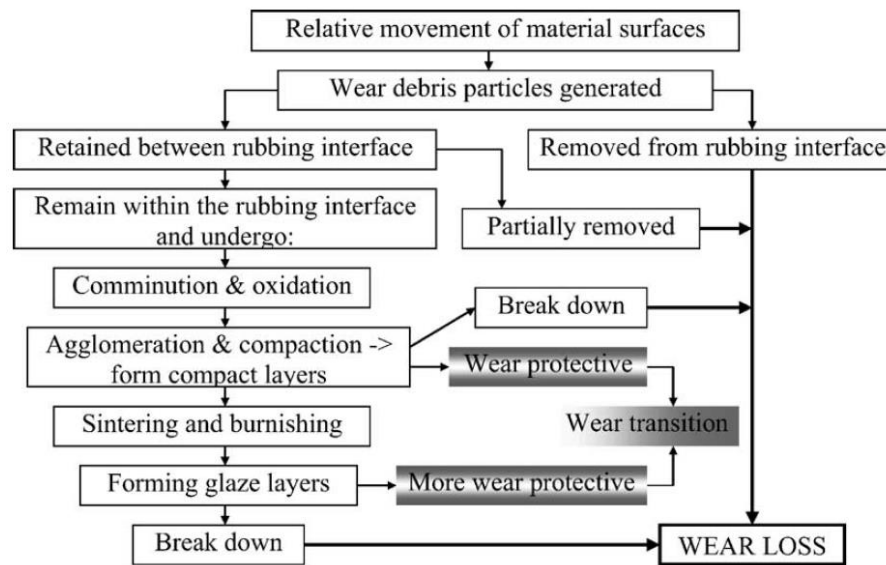 Relative movement of material surfaces
Wear debris particles generated
Retained between rubbing interface
Removed from rubbing interface
Remain within the rubbing interface
and undergo:
Partially removed
Comminution & oxidation
Break down
Agglomeration & compaction ->
form compact layers
Wear protective
Sintering and burnishing
Wear transition
Forming glaze layers
More wear protective
Break down
WEAR LOSS